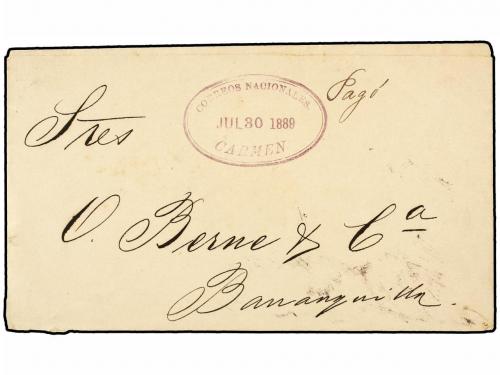 CORREOS NACIONALES.
JUL 30 1889
CARMEN
Pagó
Sres
O. Berne & Cª
Barranquilla.